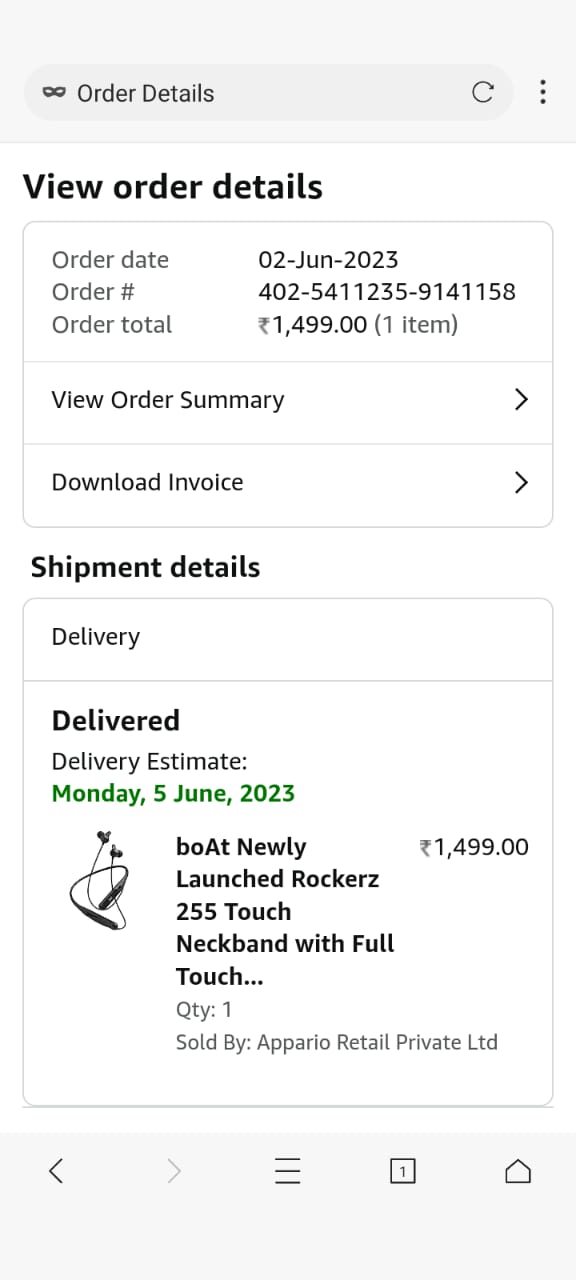 Order Details
View order details
Order date 02-Jun-2023
Order # 402-5411235-9141158
Order total ₹1,499.00 (1 item)
View Order Summary
Download Invoice
Shipment details
Delivery
Delivered
Delivery Estimate:
Monday, 5 June, 2023
boAt Newly ₹1,499.00
Launched Rockerz
255 Touch
Neckband with Full
Touch...
Qty: 1
Sold By: Appario Retail Private Ltd
1